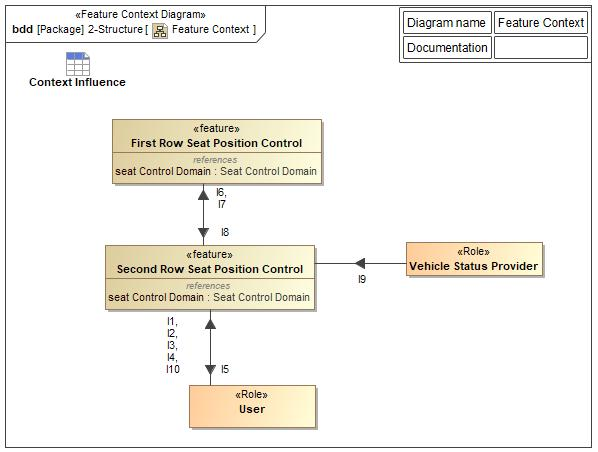 «Feature Context Diagram»
bdd [Package] 2-Structure [ Feature Context ]
Diagram name Feature Context
Documentation
Context Influence
«feature»
First Row Seat Position Control
references
seat Control Domain : Seat Control Domain
I6,
I7
I8
«feature»
Second Row Seat Position Control
references
seat Control Domain : Seat Control Domain
«Role»
Vehicle Status Provider
I9
I1,
I2,
I3,
I4,
I10
I5
«Role»
User